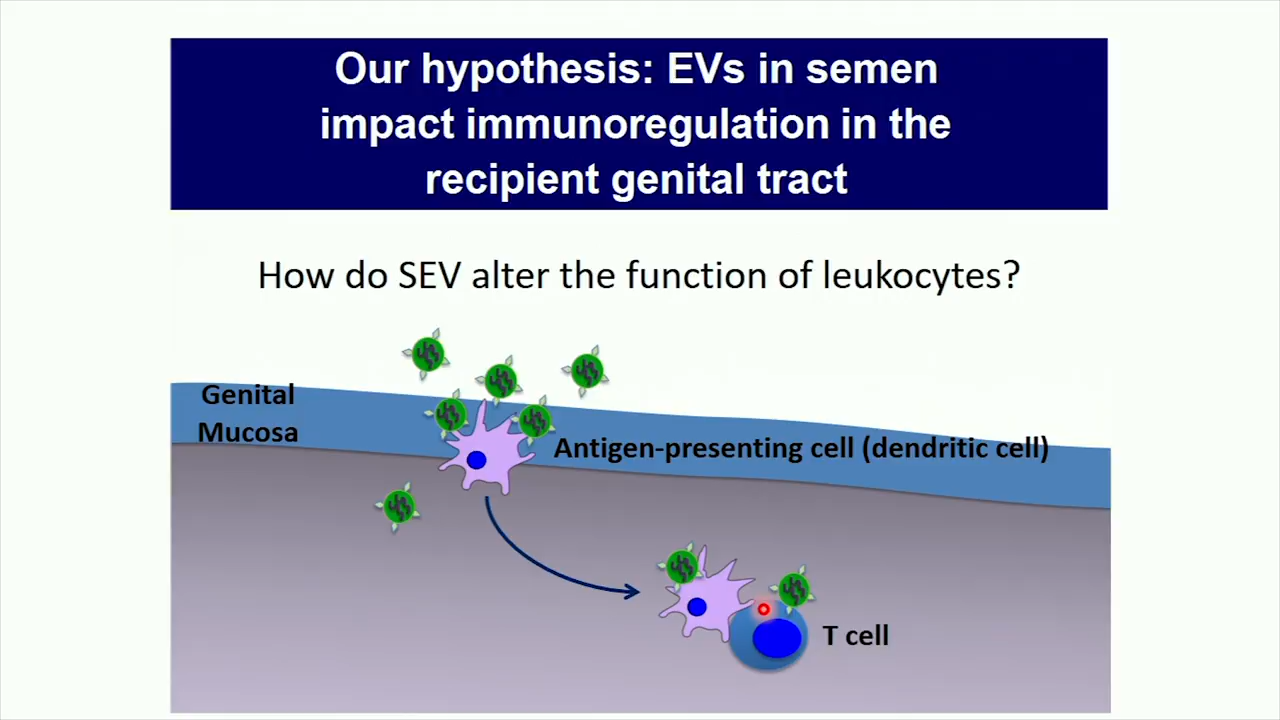 Our hypothesis: EVs in semen
impact immunoregulation in the
recipient genital tract
How do SEV alter the function of leukocytes?
Genital
Mucosa
Antigen-presenting cell (dendritic cell)
T cell